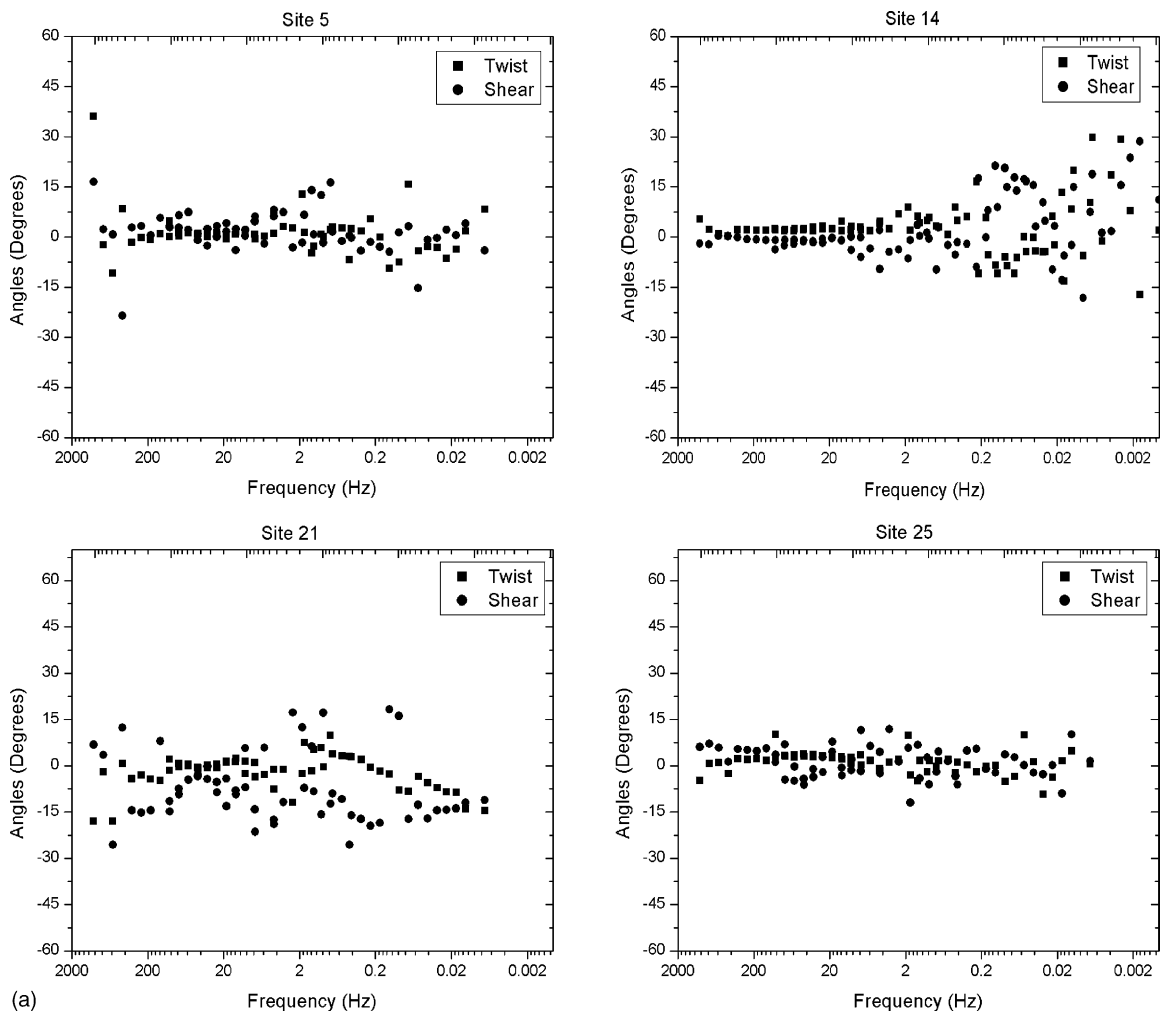 Site 5
60
45
30
15
0
-15
-30
-45
-60
Angles (Degrees)
Twist
Shear
2000 200 20 2 0.2 0.02 0.002
Frequency (Hz)
Site 14
60
45
30
15
0
-15
-30
-45
-60
Angles (Degrees)
Twist
Shear
2000 200 20 2 0.2 0.02 0.002
Frequency (Hz)
Site 21
60
45
30
15
0
-15
-30
-45
-60
Angles (Degrees)
Twist
Shear
2000 200 20 2 0.2 0.02 0.002
Frequency (Hz)
Site 25
60
45
30
15
0
-15
-30
-45
-60
Angles (Degrees)
Twist
Shear
2000 200 20 2 0.2 0.02 0.002
Frequency (Hz)
(a)